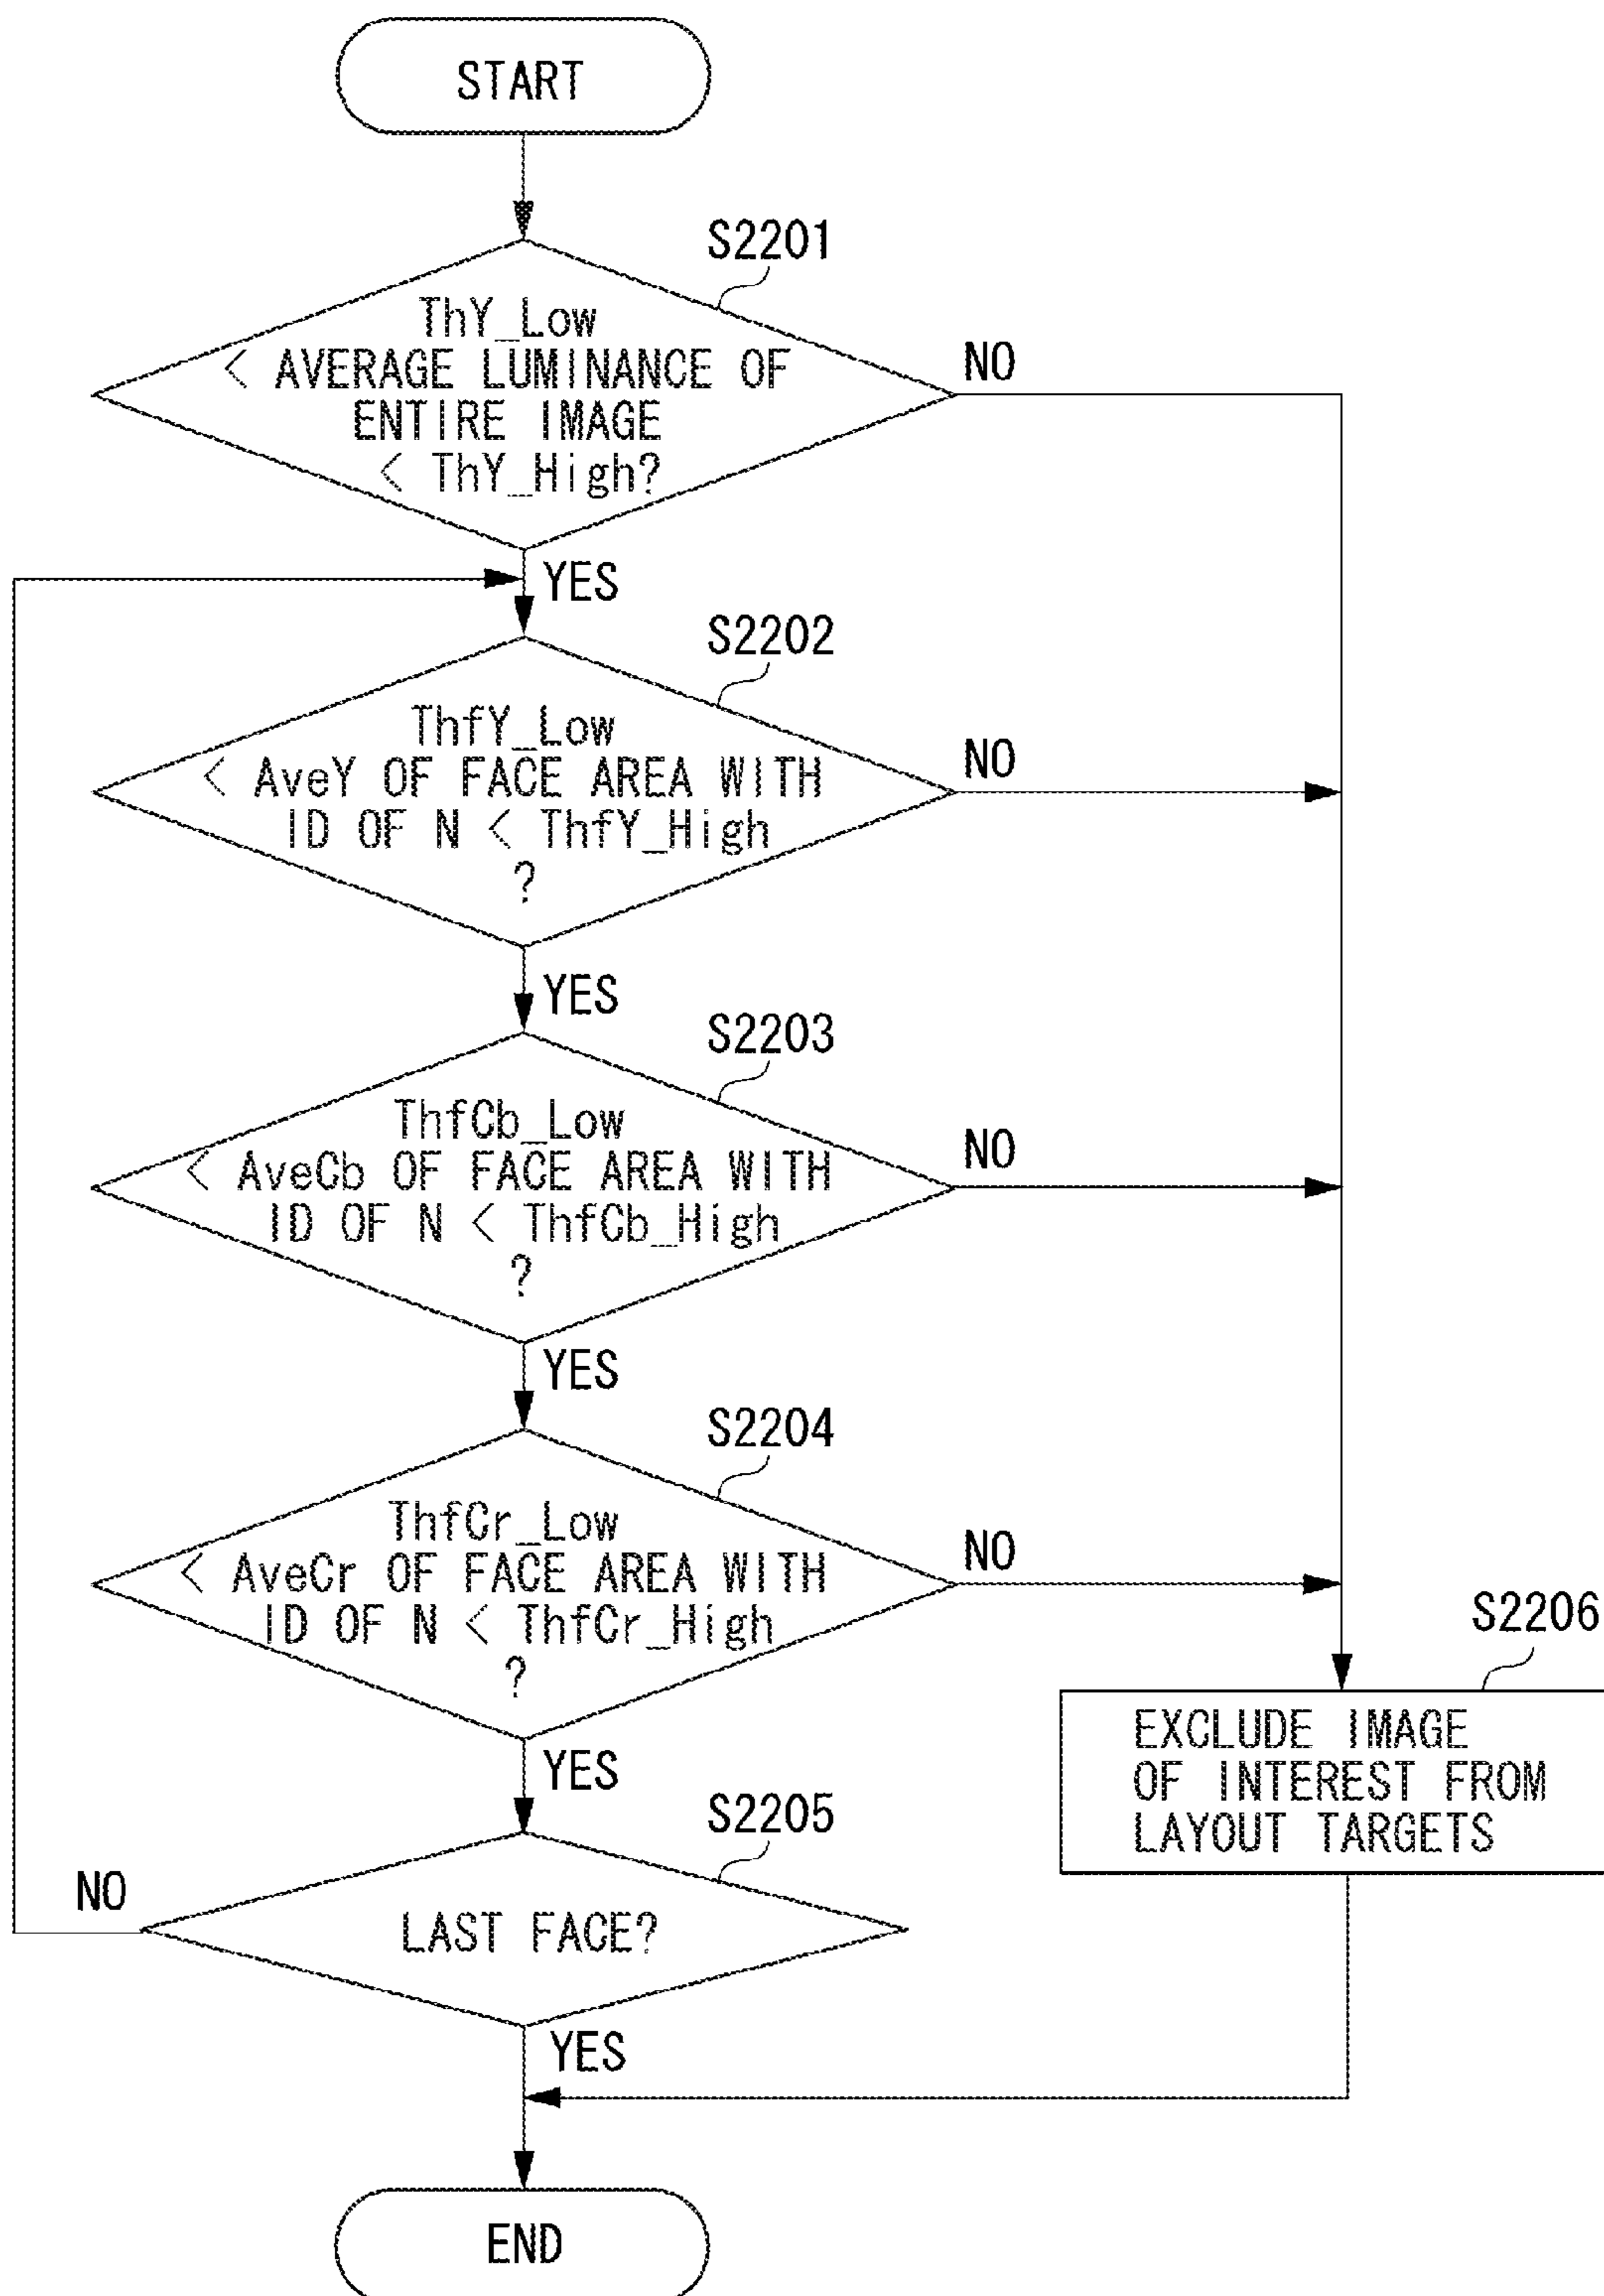 START
S2201
ThY_Low
< AVERAGE LUMINANCE OF
ENTIRE IMAGE
< ThY_High?
NO
YES
S2202
ThfY_Low
< AveY OF FACE AREA WITH
ID OF N < ThfY_High
?
NO
YES
S2203
ThfCb_Low
< AveCb OF FACE AREA WITH
ID OF N < ThfCb_High
?
NO
YES
S2204
ThfCr_Low
< AveCr OF FACE AREA WITH
ID OF N < ThfCr_High
?
NO
YES
S2206
EXCLUDE IMAGE
OF INTEREST FROM
LAYOUT TARGETS
S2205
LAST FACE?
NO
YES
END